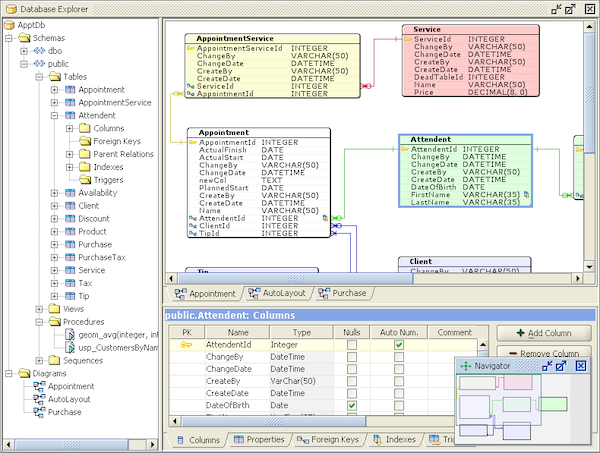 Database Explorer
ApptDb
Schemas
dbo
public
Tables
Appointment
AppointmentService
Attendent
Columns
Foreign Keys
Parent Relations
Indexes
Triggers
Availability
Client
Discount
Product
Purchase
PurchaseTax
Service
Tax
Tip
Views
Procedures
geom_avg(integer, int
usp_CustomersByNam
Sequences
Diagrams
Appointment
AutoLayout
Purchase
AppointmentService
AppointmentServiceId INTEGER
ChangeBy VARCHAR(50)
ChangeDate DATETIME
CreateBy VARCHAR(50)
CreateDate DATETIME
ServiceId INTEGER
AppointmentId INTEGER
Service
ServiceId INTEGER
ChangeBy VARCHAR(50)
ChangeDate DATETIME
CreateBy VARCHAR(50)
CreateDate DATETIME
DeadTableId INTEGER
Name VARCHAR(50)
Price DECIMAL(8, 0)
Appointment
AppointmentId INTEGER
ActualFinish DATE
ActualStart DATE
ChangeBy VARCHAR(50)
ChangeDate DATETIME
newCol TEXT
PlannedStart DATE
CreateBy VARCHAR(50)
CreateDate DATETIME
Name VARCHAR(50)
AttendentId INTEGER
ClientId INTEGER
TipId INTEGER
Attendent
AttendentId INTEGER
ChangeBy VARCHAR(50)
ChangeDate DATETIME
CreateBy VARCHAR(50)
CreateDate DATETIME
DateOfBirth DATE
FirstName VARCHAR(35)
LastName VARCHAR(35)
Tip
Client
ChangeBy VARCHAR(50)
Appointment AutoLayout Purchase
public.Attendent: Columns
PK Name Type Nulls Auto Num. Comment
AttendentId Integer
ChangeBy DateTime
ChangeDate DateTime
CreateBy VarChar(50)
CreateDate DateTime
DateOfBirth Date
Add Column
Remove Column
Navigator
Columns Properties Foreign Keys Indexes